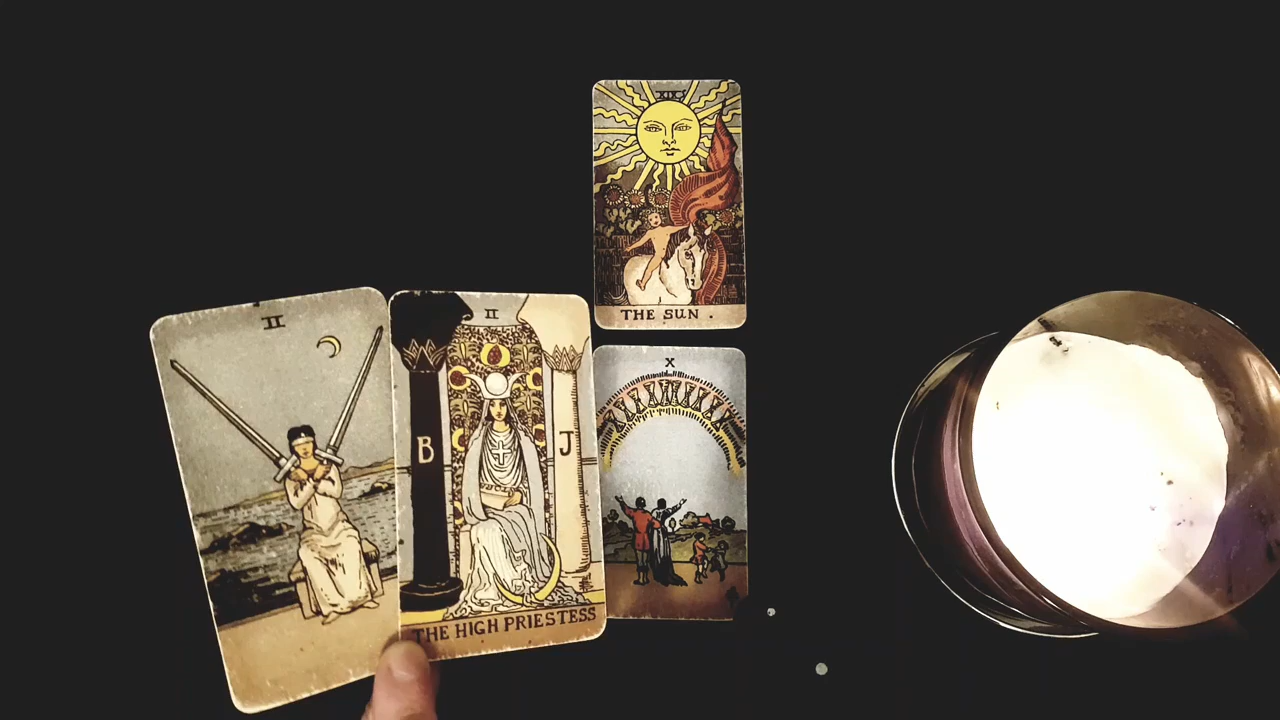 XIX
THE SUN .
II
II
B
J
THE HIGH PRIESTESS
X